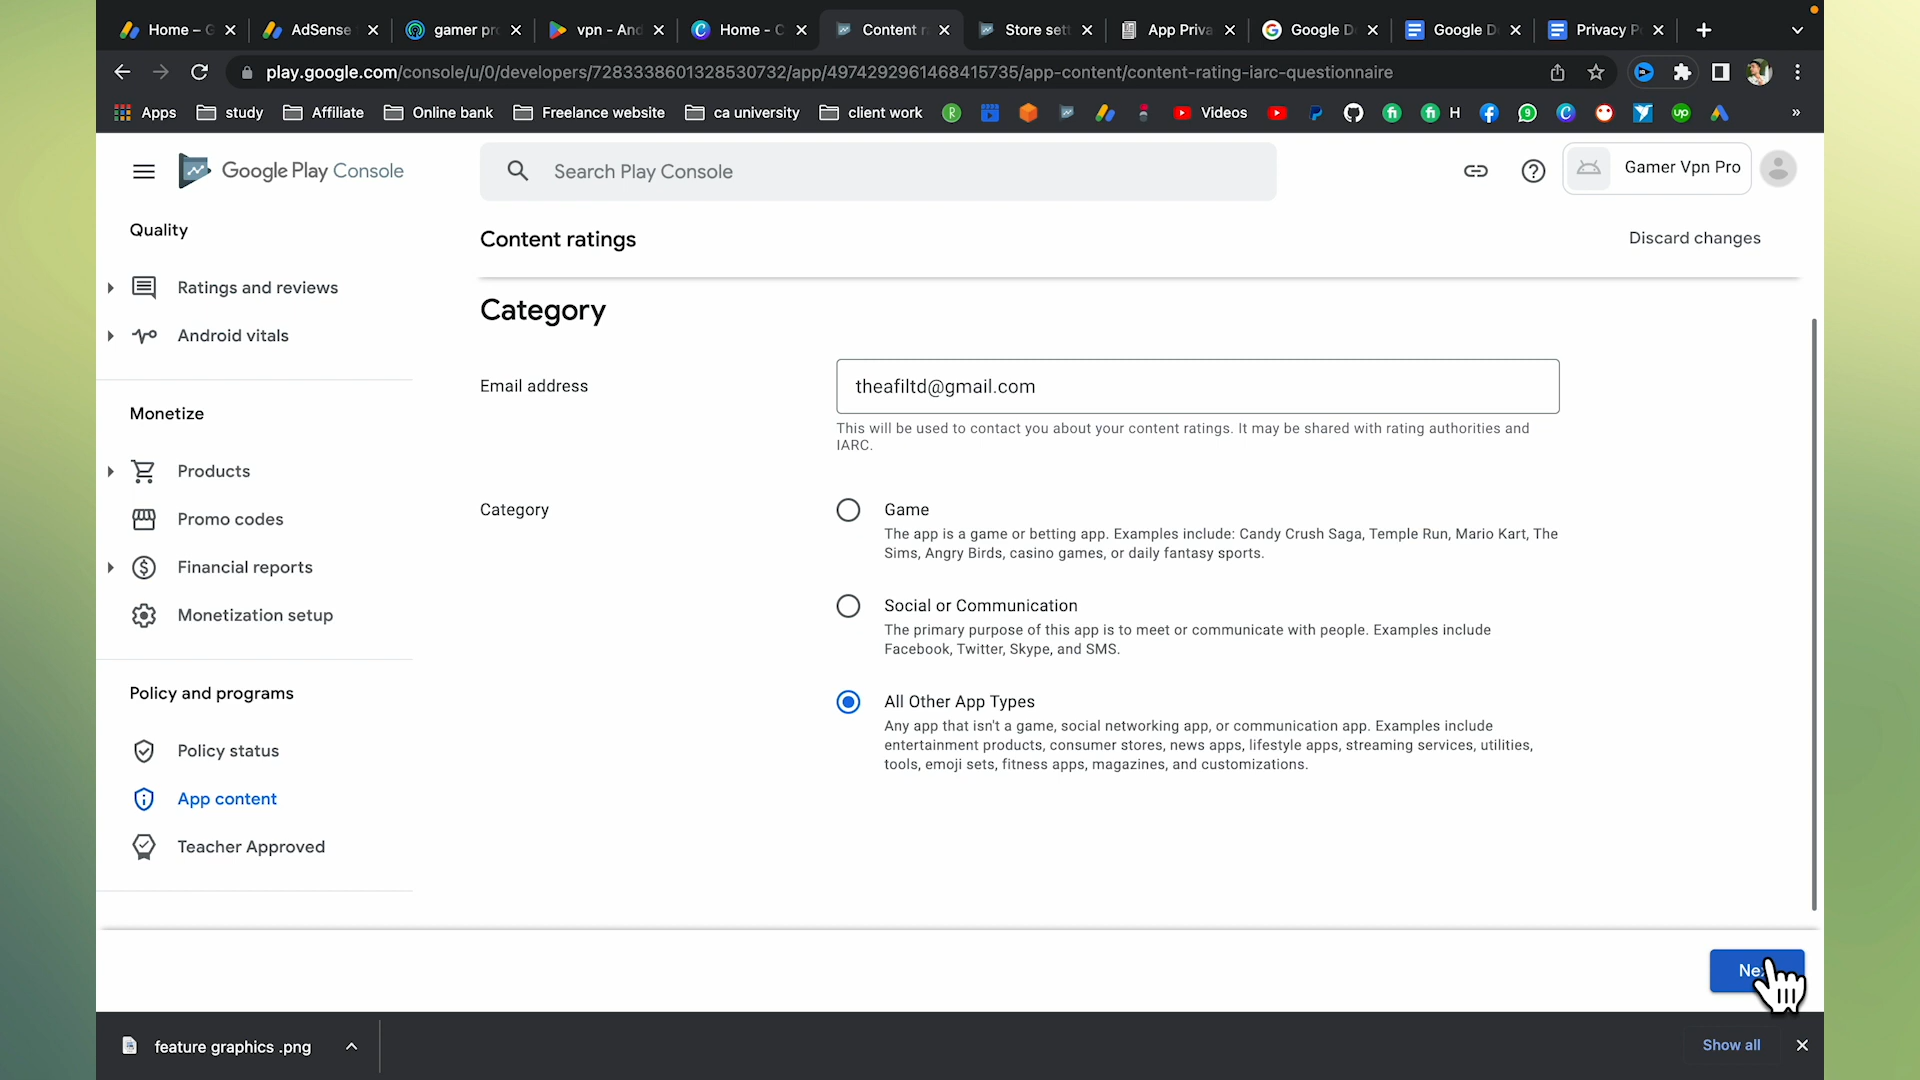 Home – G
AdSense
gamer pr
vpn - And
Home - C
Content r
Store sett
App Priva
Google D
Google D
Privacy P
play.google.com/console/u/0/developers/7283338601328530732/app/4974292961468415735/app-content/content-rating-iarc-questionnaire
Apps
study
Affiliate
Online bank
Freelance website
ca university
client work
Videos
H
up
»
Google Play Console
Search Play Console
Gamer Vpn Pro
Quality
Ratings and reviews
Android vitals
Monetize
Products
Promo codes
Financial reports
Monetization setup
Policy and programs
Policy status
App content
Teacher Approved
Content ratings
Discard changes
Category
Email address
theafiltd@gmail.com
This will be used to contact you about your content ratings. It may be shared with rating authorities and
IARC.
Category
Game
The app is a game or betting app. Examples include: Candy Crush Saga, Temple Run, Mario Kart, The
Sims, Angry Birds, casino games, or daily fantasy sports.
Social or Communication
The primary purpose of this app is to meet or communicate with people. Examples include
Facebook, Twitter, Skype, and SMS.
All Other App Types
Any app that isn't a game, social networking app, or communication app. Examples include
entertainment products, consumer stores, news apps, lifestyle apps, streaming services, utilities,
tools, emoji sets, fitness apps, magazines, and customizations.
Ne
feature graphics .png
Show all